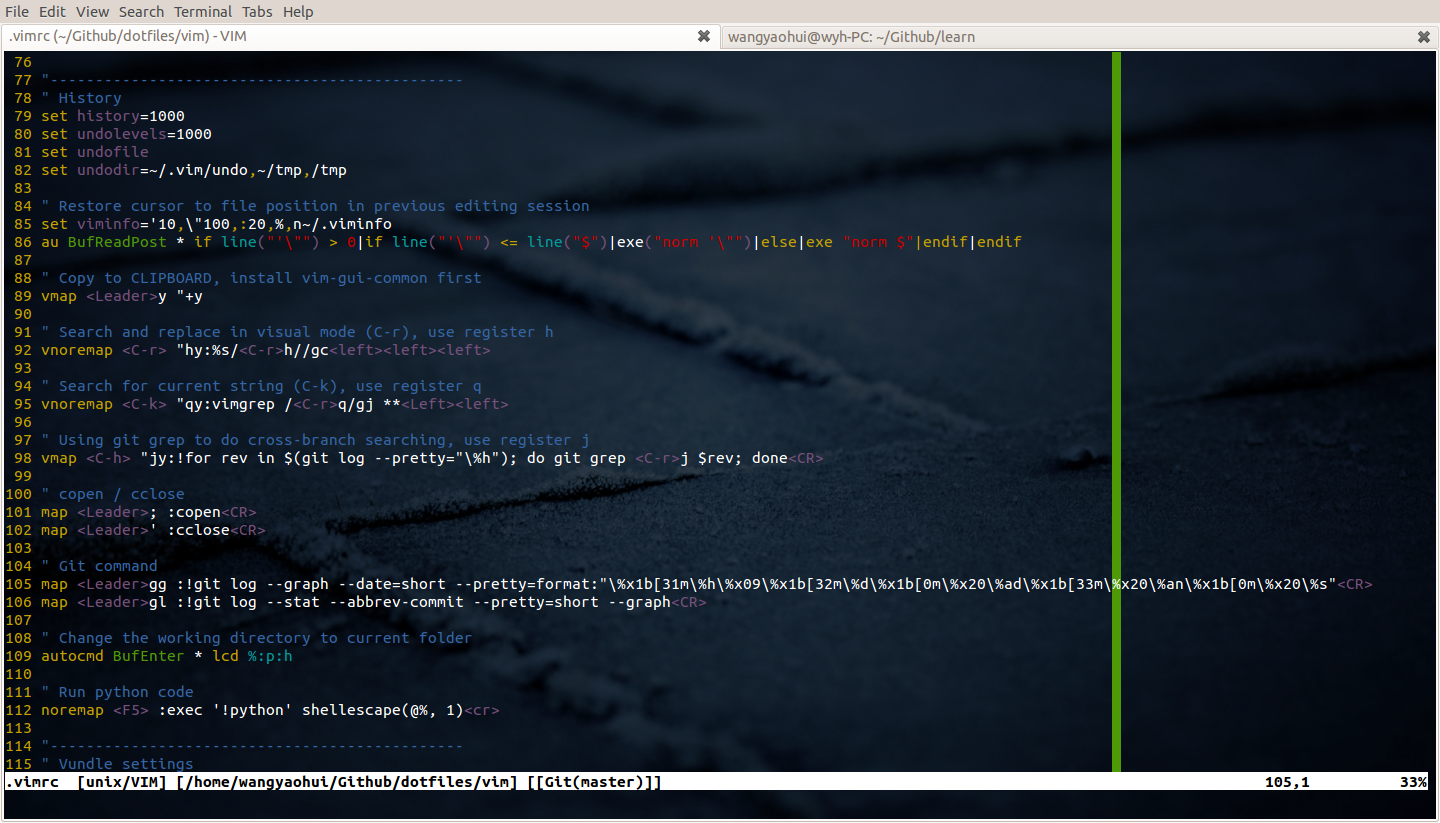 File Edit View Search Terminal Tabs Help
.vimrc (~/Github/dotfiles/vim) - VIM
wangyaohui@wyh-PC: ~/Github/learn
76
77 "----------------------------------------------
78 " History
79 set history=1000
80 set undolevels=1000
81 set undofile
82 set undodir=~/.vim/undo,~/tmp,/tmp
83
84 " Restore cursor to file position in previous editing session
85 set viminfo='10,\"100,:20,%,n~/.viminfo
86 au BufReadPost * if line("'\"") > 0|if line("'\"") <= line("$")|exe("norm '\"")|else|exe "norm $"|endif|endif
87
88 " Copy to CLIPBOARD, install vim-gui-common first
89 vmap <Leader>y "+y
90
91 " Search and replace in visual mode (C-r), use register h
92 vnoremap <C-r> "hy:%s/<C-r>h//gc<left><left><left>
93
94 " Search for current string (C-k), use register q
95 vnoremap <C-k> "qy:vimgrep /<C-r>q/gj **<Left><left>
96
97 " Using git grep to do cross-branch searching, use register j
98 vmap <C-h> "jy:!for rev in $(git log --pretty="\%h"); do git grep <C-r>j $rev; done<CR>
99
100 " copen / cclose
101 map <Leader>; :copen<CR>
102 map <Leader>' :cclose<CR>
103
104 " Git command
105 map <Leader>gg :!git log --graph --date=short --pretty=format:"\%x1b[31m\%h\%x09\%x1b[32m\%d\%x1b[0m\%x20\%ad\%x1b[33m\%x20\%an\%x1b[0m\%x20\%s"<CR>
106 map <Leader>gl :!git log --stat --abbrev-commit --pretty=short --graph<CR>
107
108 " Change the working directory to current folder
109 autocmd BufEnter * lcd %:p:h
110
111 " Run python code
112 noremap <F5> :exec '!python' shellescape(@%, 1)<cr>
113
114 "----------------------------------------------
115 " Vundle settings
.vimrc [unix/VIM] [/home/wangyaohui/Github/dotfiles/vim] [[Git(master)]] 105,1 33%